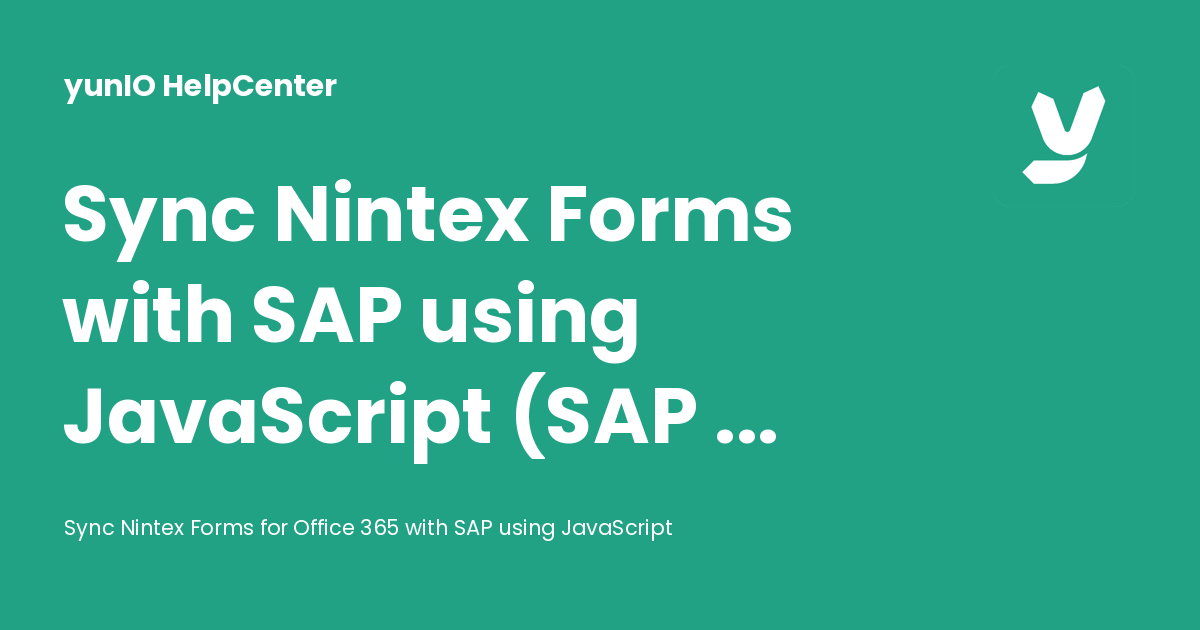 yunIO HelpCenter
Sync Nintex Forms
with SAP using
JavaScript (SAP ...
Sync Nintex Forms for Office 365 with SAP using JavaScript